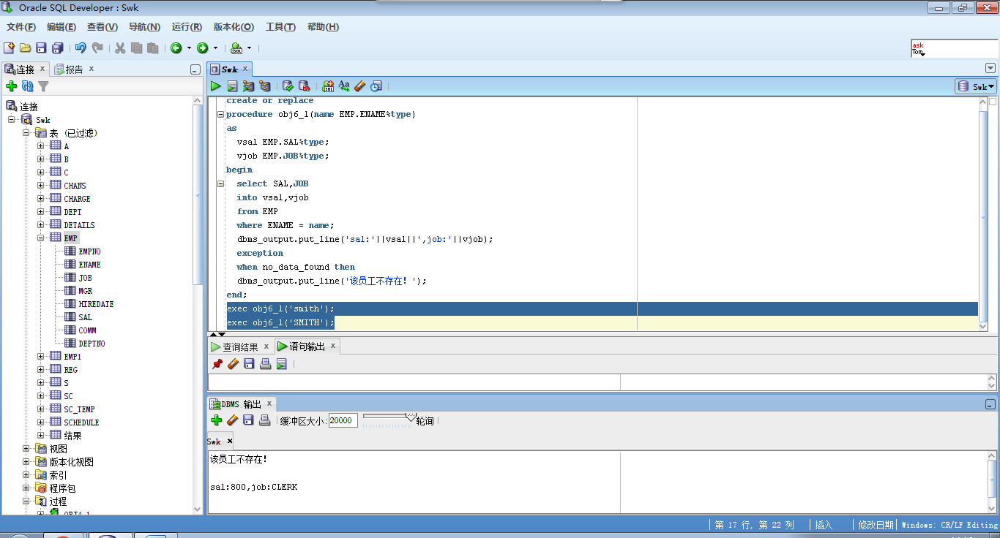 Oracle SQL Developer : Swk
文件(F) 编辑(E) 查看(V) 导航(N) 运行(R) 版本化(O) 工具(T) 帮助(H)
ask
Tom
连接 x 报告 x
Swk x
Swk
连接
Swk
表 (已过滤)
A
B
C
CHANS
CHARGE
DEPT
DETAILS
EMP
EMPNO
ENAME
JOB
MGR
HIREDATE
SAL
COMM
DEPTNO
EMP1
REG
S
SC
SC_TEMP
SCHEDULE
结果
视图
版本化视图
索引
程序包
过程
create or replace
procedure obj6_1(name EMP.ENAME%type)
as
vsal EMP.SAL%type;
vjob EMP.JOB%type;
begin
select SAL,JOB
into vsal,vjob
from EMP
where ENAME = name;
dbms_output.put_line('sal:'||vsal||',job:'||vjob);
exception
when no_data_found then
dbms_output.put_line('该员工不存在！');
end;
exec obj6_1('smith');
exec obj6_1('SMITH');
查询结果 x 语句输出 x
DBMS 输出 x
缓冲区大小: 20000 轮询
Swk x
该员工不存在！
sal:800,job:CLERK
第 17 行, 第 22 列 插入 修改日期 Windows: CR/LF Editing